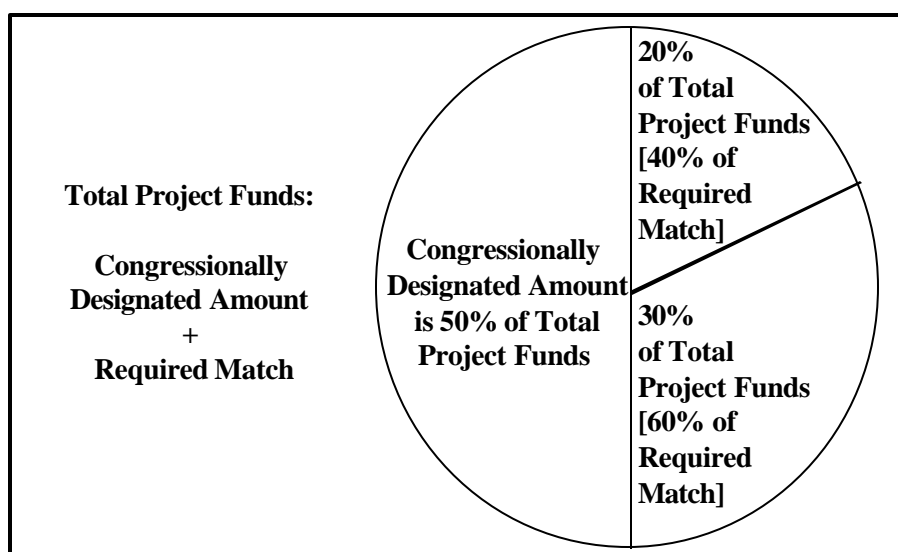 Total Project Funds:
Congressionally
Designated Amount
+
Required Match
Congressionally
Designated Amount
is 50% of Total
Project Funds
20%
of Total
Project Funds
[40% of
Required
Match]
30%
of Total
Project Funds
[60% of
Required
Match]